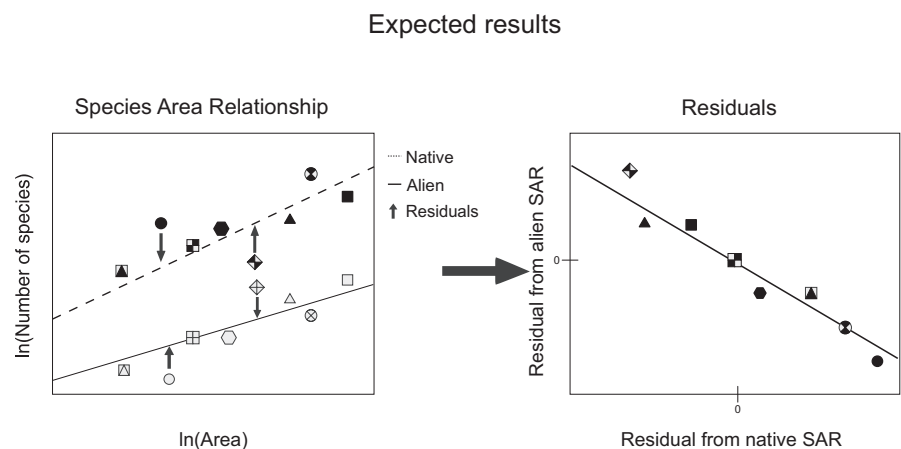 Expected results
Species Area Relationship
ln(Number of species)
ln(Area)
Native
Alien
Residuals
Residuals
Residual from alien SAR
0
0
Residual from native SAR